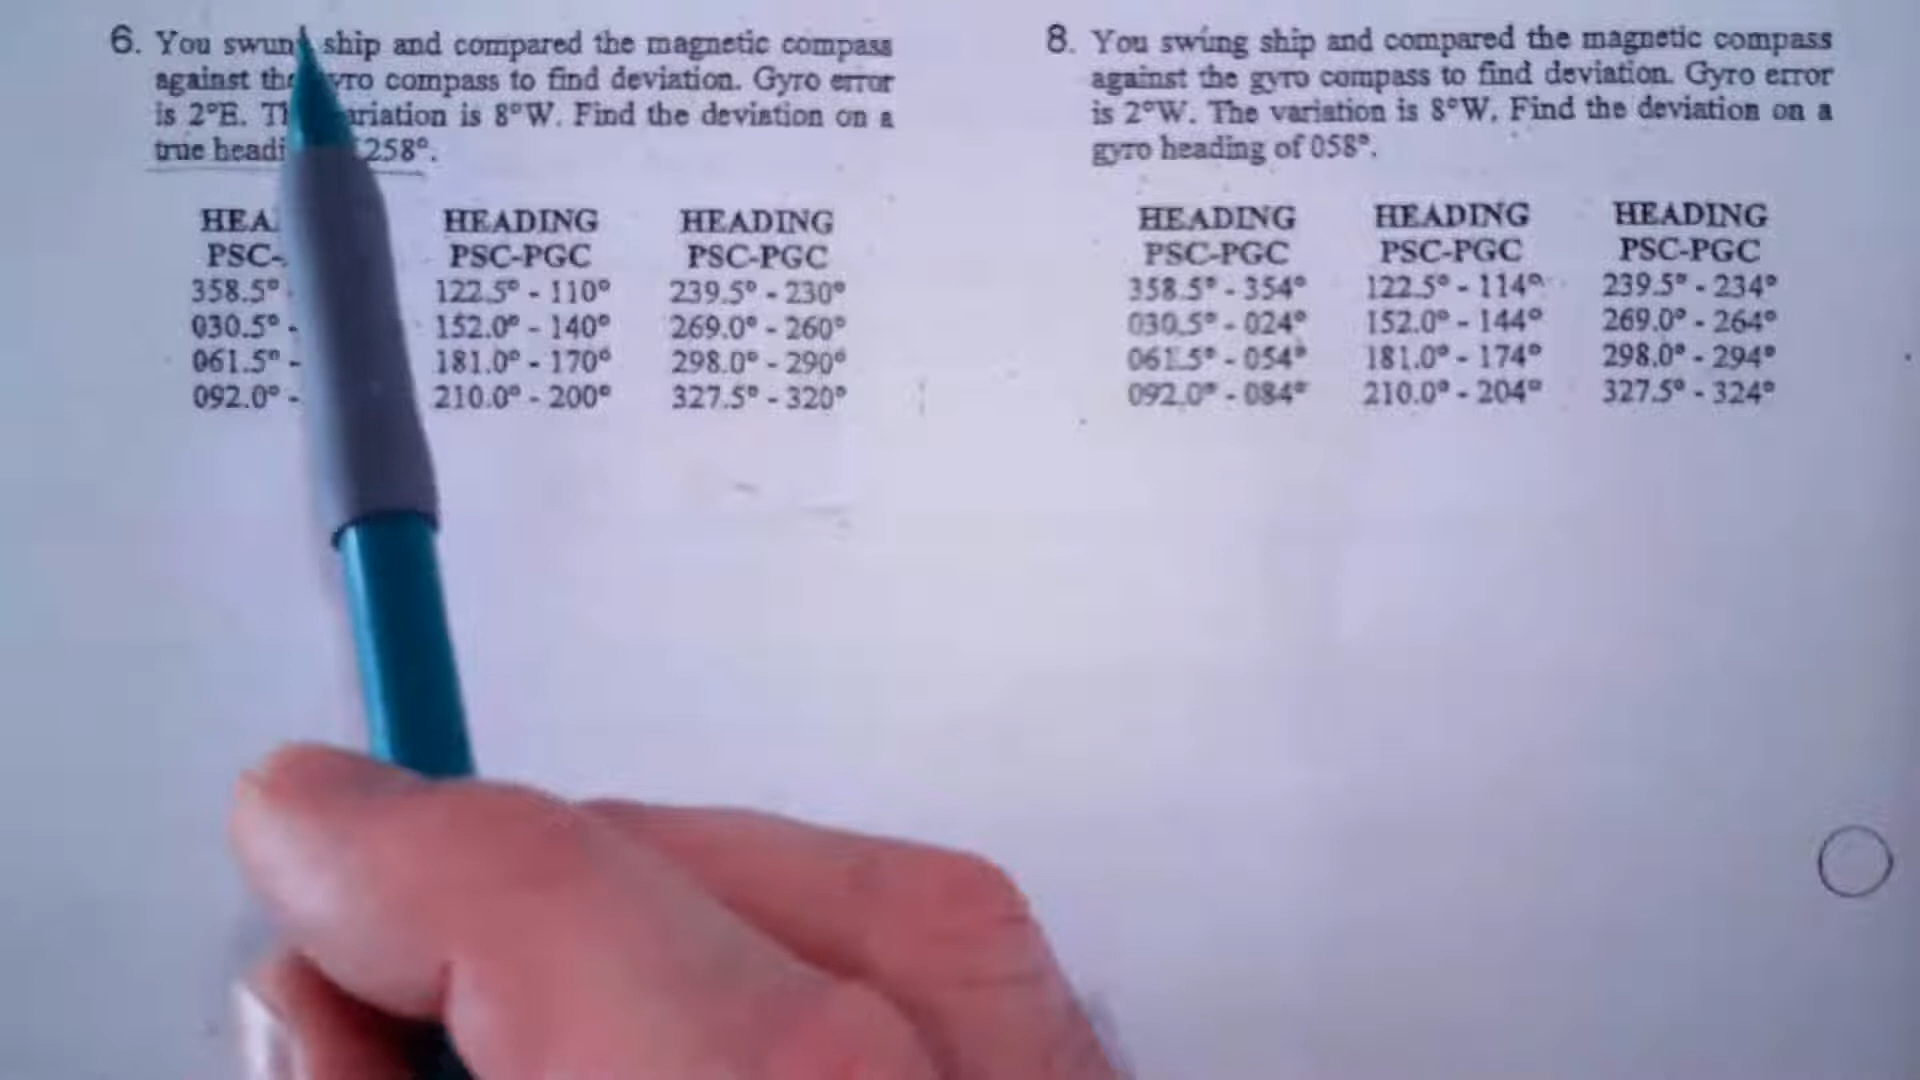 6. You swung ship and compared the magnetic compass
against the gyro compass to find deviation. Gyro error
is 2°E. The variation is 8°W. Find the deviation on a
true heading 258°.
HEA HEADING HEADING
PSC- PSC-PGC PSC-PGC
358.5° - 122.5° - 110° 239.5° - 230°
030.5° - 152.0° - 140° 269.0° - 260°
061.5° - 181.0° - 170° 298.0° - 290°
092.0° - 210.0° - 200° 327.5° - 320°
8. You swung ship and compared the magnetic compass
against the gyro compass to find deviation. Gyro error
is 2°W. The variation is 8°W. Find the deviation on a
gyro heading of 058°.
HEADING HEADING HEADING
PSC-PGC PSC-PGC PSC-PGC
358.5° - 354° 122.5° - 114° 239.5° - 234°
030.5° - 024° 152.0° - 144° 269.0° - 264°
061.5° - 054° 181.0° - 174° 298.0° - 294°
092.0° - 084° 210.0° - 204° 327.5° - 324°